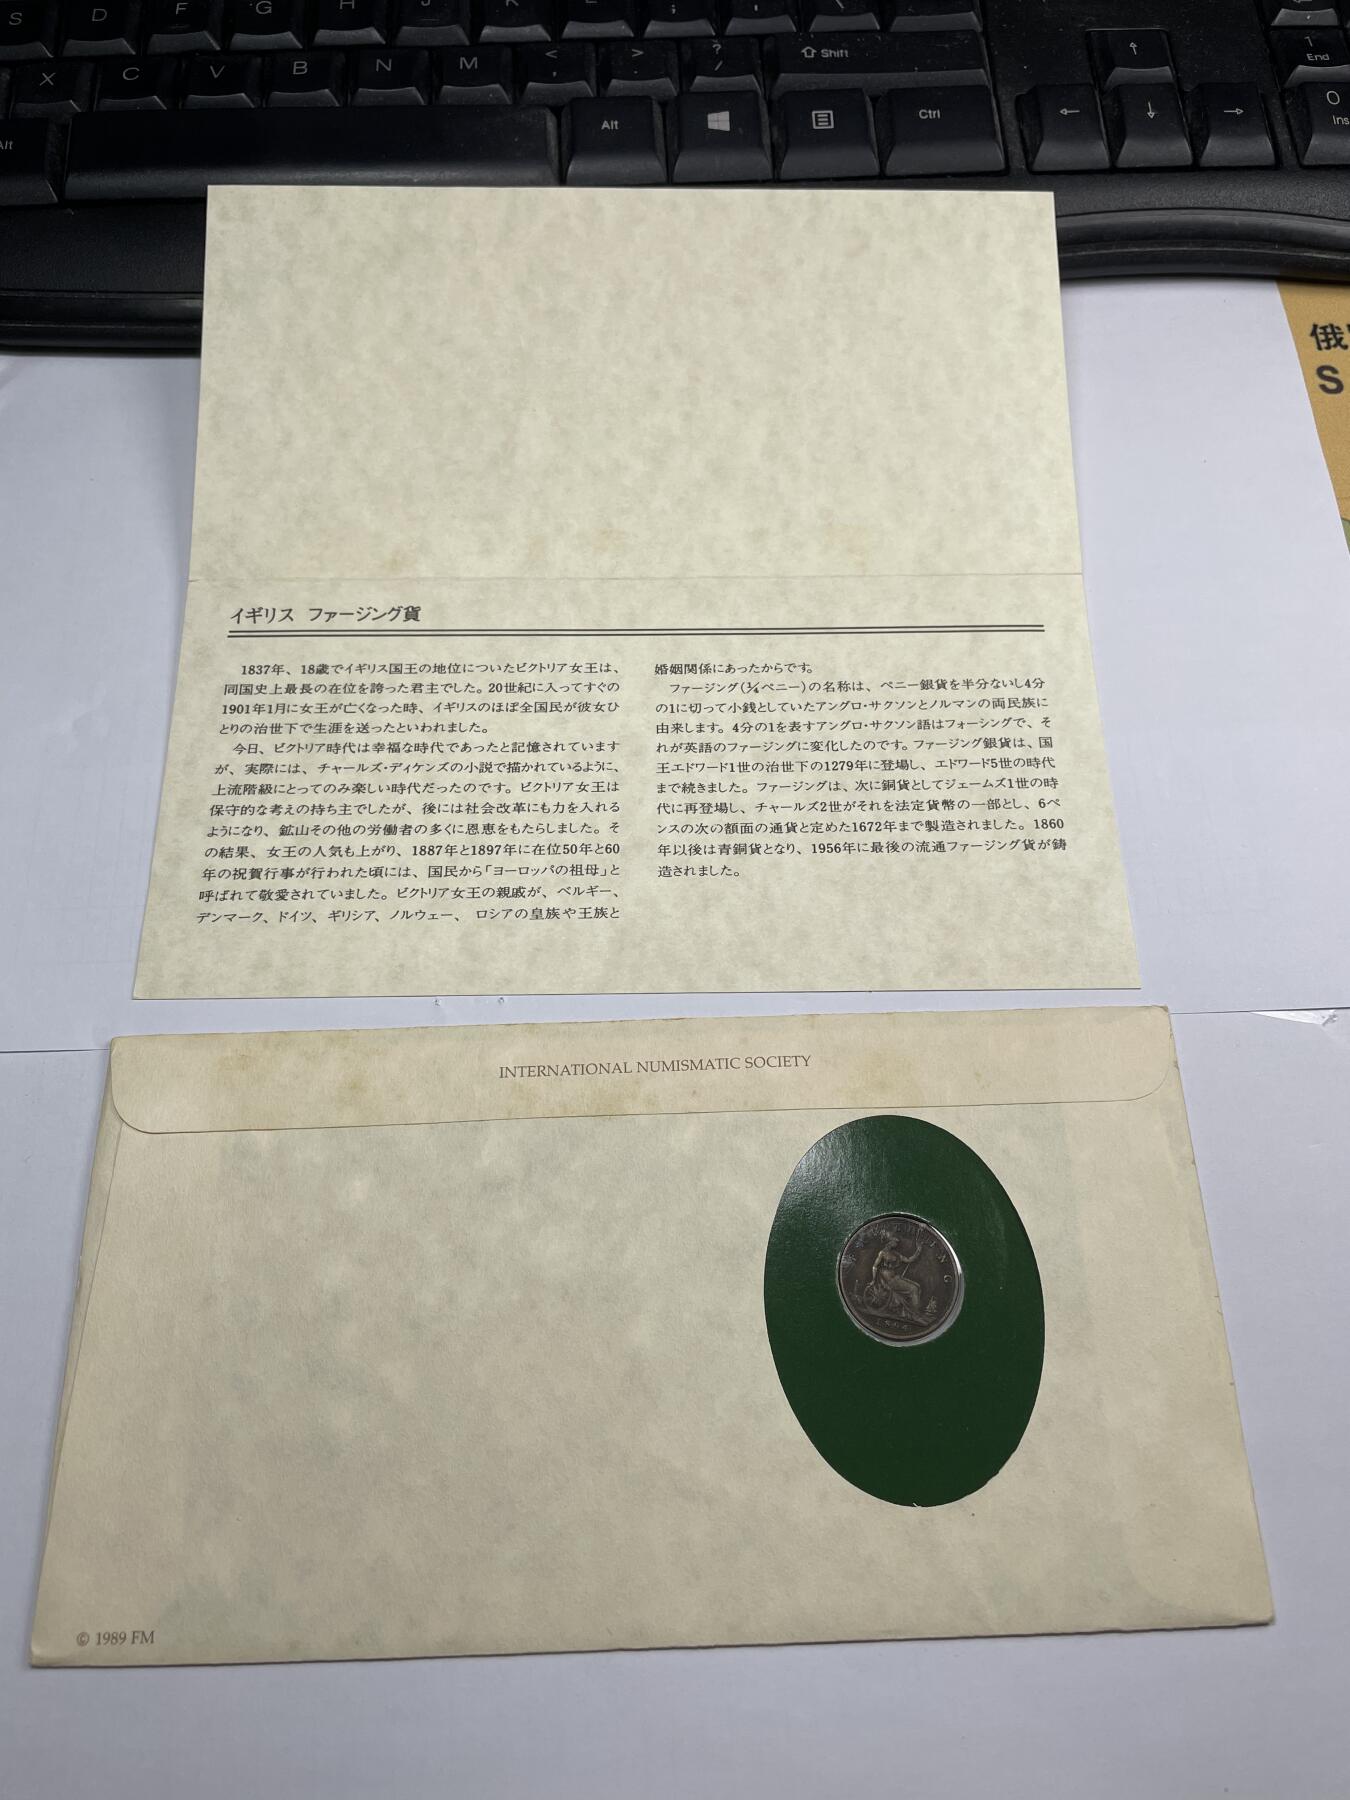 S D F G H J K L ; '
X C V B N M < , > . ? / Shift
Alt Alt Ctrl
↑
← ↓ →
1
End
0
Ins
俄
S
イギリス ファージング貨
1837年、18歳でイギリス国王の地位についたビクトリア女王は、
同国史上最長の在位を誇った君主でした。20世紀に入ってすぐの
1901年1月に女王が亡くなった時、イギリスのほぼ全国民が彼女ひ
とりの治世下で生涯を送ったといわれました。
今日、ビクトリア時代は幸福な時代であったと記憶されています
が、実際には、チャールズ・ディケンズの小説で描かれているように、
上流階級にとってのみ楽しい時代だったのです。ビクトリア女王は
保守的な考えの持ち主でしたが、後には社会改革にも力を入れる
ようになり、鉱山その他の労働者の多くに恩恵をもたらしました。そ
の結果、女王の人気も上がり、1887年と1897年に在位50年と60
年の祝賀行事が行われた頃には、国民から「ヨーロッパの祖母」と
呼ばれて敬愛されていました。ビクトリア女王の親戚が、ベルギー、
デンマーク、ドイツ、ギリシア、ノルウェー、ロシアの皇族や王族と
婚姻関係にあったからです。
ファージング(¼ペニー)の名称は、ペニー銀貨を半分ないし4分
の1に切って小銭としていたアングロ・サクソンとノルマンの両民族に
由来します。4分の1を表すアングロ・サクソン語はフォーシングで、そ
れが英語のファージングに変化したのです。ファージング銀貨は、国
王エドワード1世の治世下の1279年に登場し、エドワード5世の時代
まで続きました。ファージングは、次に銅貨としてジェームズ1世の時
代に再登場し、チャールズ2世がそれを法定貨幣の一部とし、6ペ
ンスの次の額面の通貨と定めた1672年まで製造されました。1860
年以後は青銅貨となり、1956年に最後の流通ファージング貨が鋳
造されました。
INTERNATIONAL NUMISMATIC SOCIETY
FARTHING
© 1989 FM